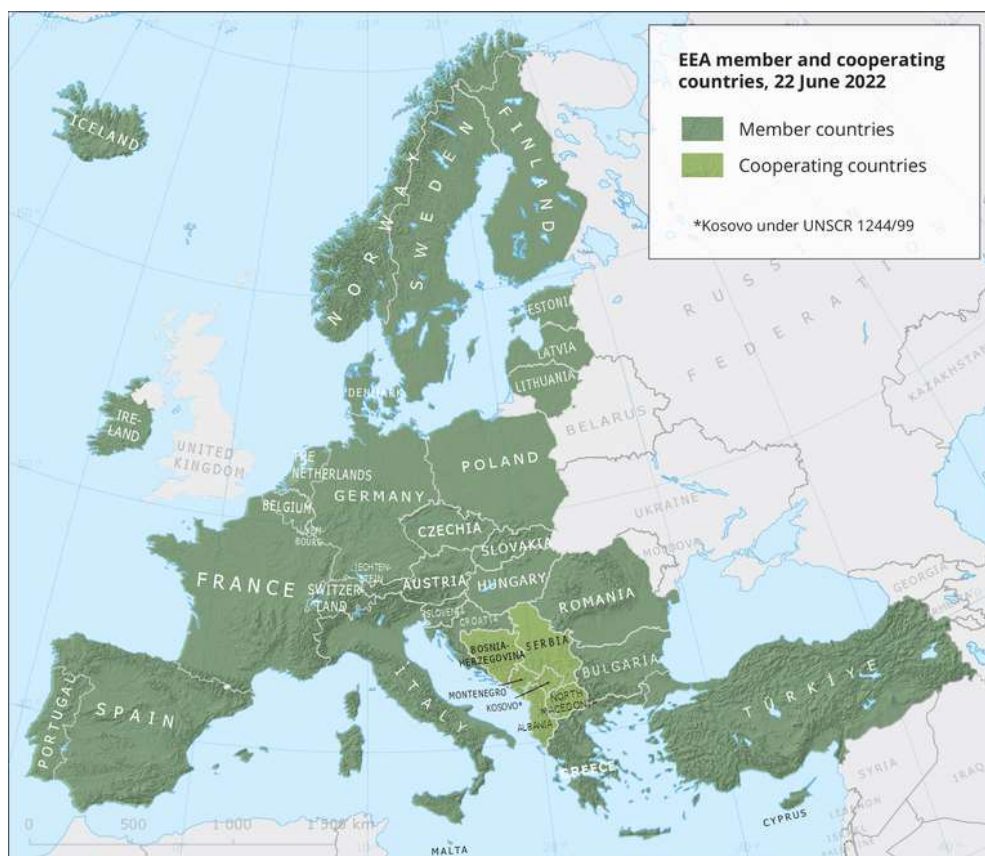 EEA member and cooperating
countries, 22 June 2022
Member countries
Cooperating countries
*Kosovo under UNSCR 1244/99
ICELAND
NORWAY
SWEDEN
FINLAND
RUSSIAN
FEDERATION
ESTONIA
LATVIA
LITHUANIA
DENMARK
KAZAKHSTAN
BELARUS
IRE-
LAND
UNITED
KINGDOM
THE
NETHERLANDS
POLAND
GERMANY
BELGIUM
UKRAINE
CZECHIA
LUXEM-
BOURG
SLOVAKIA
MOLDOVA
LIECHTEN-
STEIN
FRANCE
SWITZER-
LAND
AUSTRIA
HUNGARY
GEORGIA
ROMANIA
SLOVENIA
CROATIA
BOSNIA-
HERZEGOVINA
SERBIA
BULGARIA
ITALY
MONTENEGRO
KOSOVO*
NORTH
MACEDONIA
ALBANIA
PORTUGAL
SPAIN
TÜRKİYE
GREECE
SYRIA
IRAQ
CYPRUS
LEBANON
ISRAEL
0 500 1 000 1 500 km
MALTA